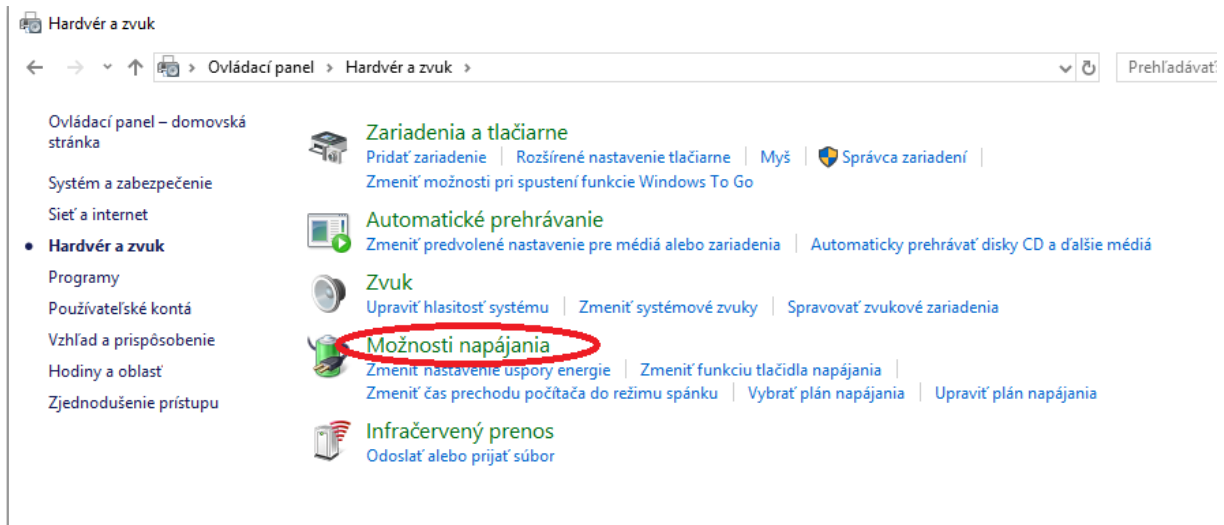 Hardvér a zvuk
Ovládací panel > Hardvér a zvuk >
Prehľadávať
Ovládací panel – domovská
stránka
Systém a zabezpečenie
Sieť a internet
Hardvér a zvuk
Programy
Používateľské kontá
Vzhľad a prispôsobenie
Hodiny a oblasť
Zjednodušenie prístupu
Zariadenia a tlačiarne
Pridať zariadenie | Rozšírené nastavenie tlačiarne | Myš | Správca zariadení |
Zmeniť možnosti pri spustení funkcie Windows To Go
Automatické prehrávanie
Zmeniť predvolené nastavenie pre médiá alebo zariadenia | Automaticky prehrávať disky CD a ďalšie médiá
Zvuk
Upraviť hlasitosť systému | Zmeniť systémové zvuky | Spravovať zvukové zariadenia
Možnosti napájania
Zmeniť nastavenie úspory energie | Zmeniť funkciu tlačidla napájania |
Zmeniť čas prechodu počítača do režimu spánku | Vybrať plán napájania | Upraviť plán napájania
Infračervený prenos
Odoslať alebo prijať súbor